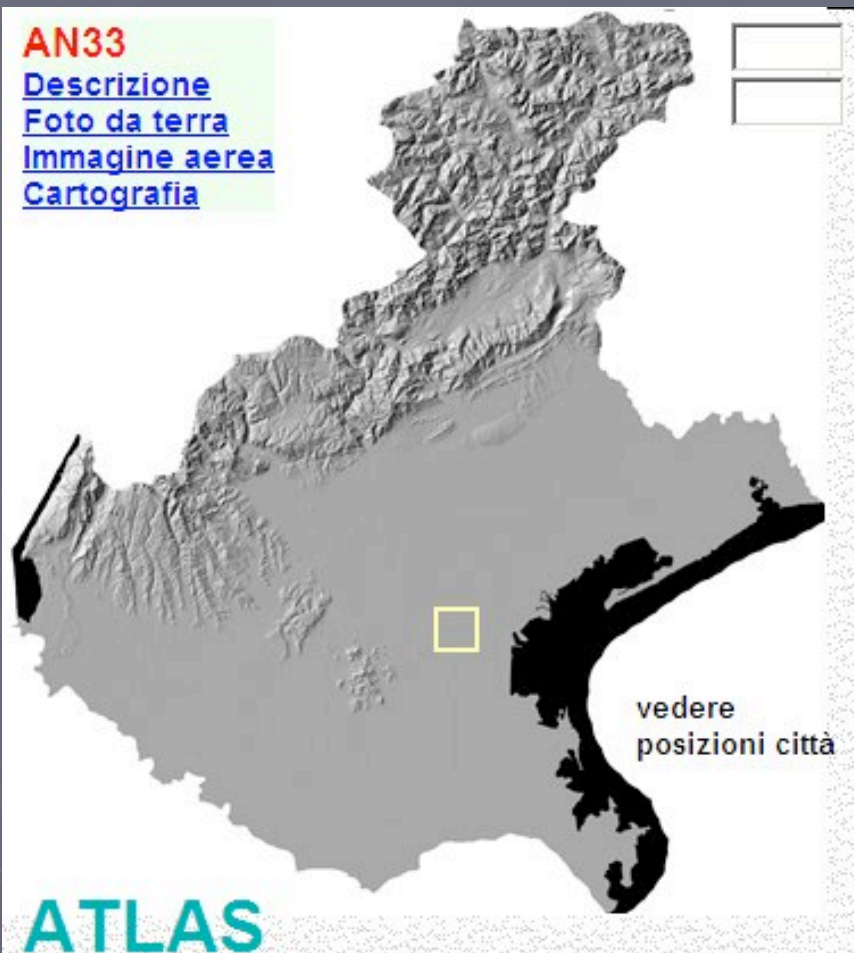 AN33
Descrizione
Foto da terra
Immagine aerea
Cartografia
vedere
posizioni città
ATLAS